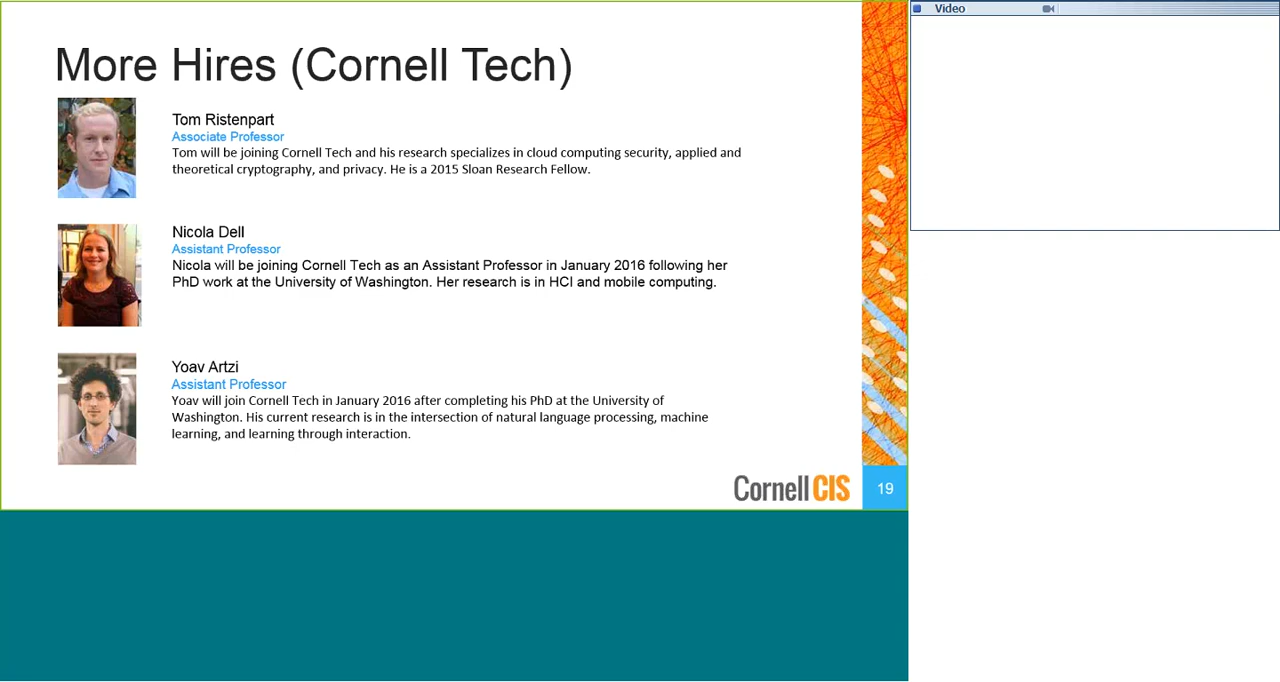 Video
More Hires (Cornell Tech)
Tom Ristenpart
Associate Professor
Tom will be joining Cornell Tech and his research specializes in cloud computing security, applied and
theoretical cryptography, and privacy. He is a 2015 Sloan Research Fellow.
Nicola Dell
Assistant Professor
Nicola will be joining Cornell Tech as an Assistant Professor in January 2016 following her
PhD work at the University of Washington. Her research is in HCI and mobile computing.
Yoav Artzi
Assistant Professor
Yoav will join Cornell Tech in January 2016 after completing his PhD at the University of
Washington. His current research is in the intersection of natural language processing, machine
learning, and learning through interaction.
Cornell CIS
19